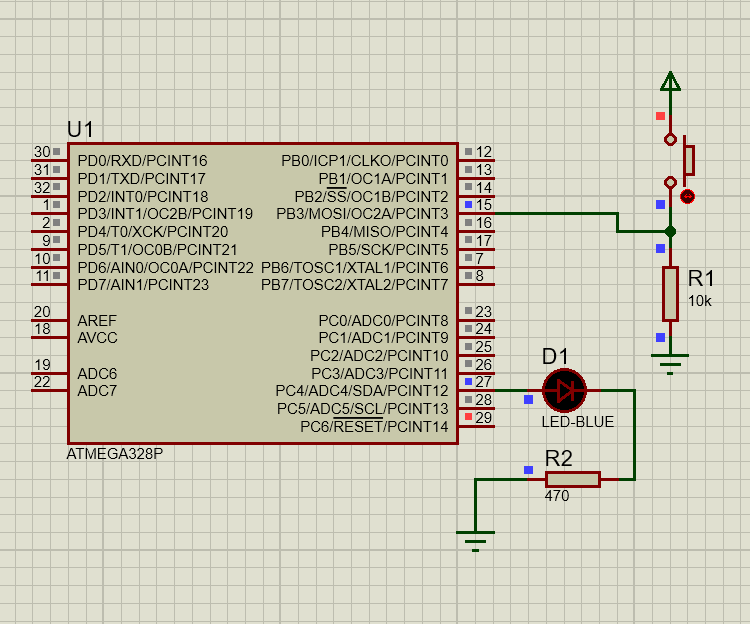 U1
30 PD0/RXD/PCINT16 PB0/ICP1/CLKO/PCINT0 12
31 PD1/TXD/PCINT17 PB1/OC1A/PCINT1 13
32 PD2/INT0/PCINT18 PB2/SS/OC1B/PCINT2 14
1 PD3/INT1/OC2B/PCINT19 PB3/MOSI/OC2A/PCINT3 15
2 PD4/T0/XCK/PCINT20 PB4/MISO/PCINT4 16
9 PD5/T1/OC0B/PCINT21 PB5/SCK/PCINT5 17
10 PD6/AIN0/OC0A/PCINT22 PB6/TOSC1/XTAL1/PCINT6 7
11 PD7/AIN1/PCINT23 PB7/TOSC2/XTAL2/PCINT7 8
20 AREF PC0/ADC0/PCINT8 23
18 AVCC PC1/ADC1/PCINT9 24
PC2/ADC2/PCINT10 25
19 ADC6 PC3/ADC3/PCINT11 26
22 ADC7 PC4/ADC4/SDA/PCINT12 27
PC5/ADC5/SCL/PCINT13 28
PC6/RESET/PCINT14 29
ATMEGA328P
R1
10k
D1
LED-BLUE
R2
470